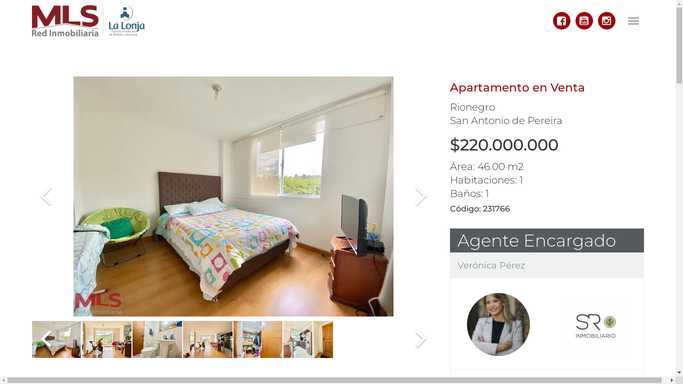 MLS
Red Inmobiliaria
La Lonja
Apartamento en Venta
Rionegro
San Antonio de Pereira
$220.000.000
Área: 46.00 m2
Habitaciones: 1
Baños: 1
Código: 231766
Agente Encargado
Verónica Pérez
MLS
SR
INMOBILIARIO